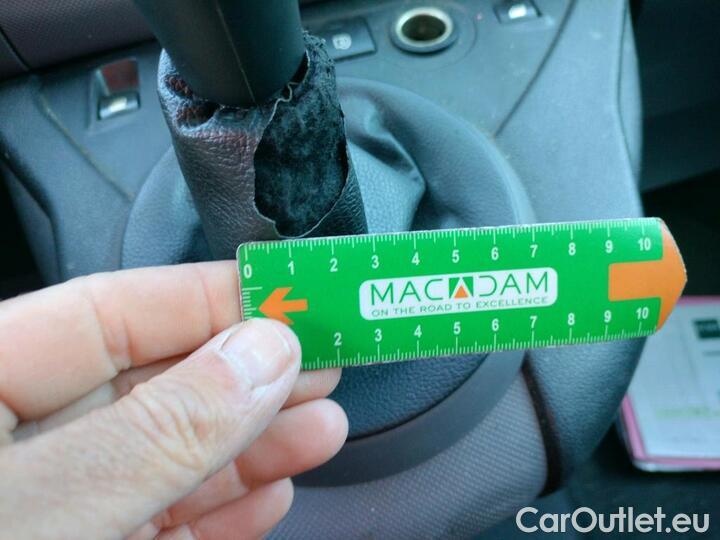 0 1 2 3 4 5 6 7 8 9 10
MACADAM
ON THE ROAD TO EXCELLENCE
2 3 4 5 6 7 8 9 10
CarOutlet.eu